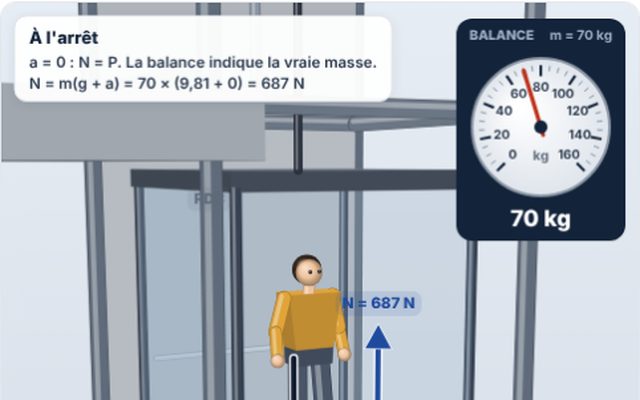 À l'arrêt
a = 0 : N = P. La balance indique la vraie masse.
N = m(g + a) = 70 × (9,81 + 0) = 687 N
BALANCE m = 70 kg
0 20 40 60 80 100 120 140 160
kg
70 kg
N = 687 N